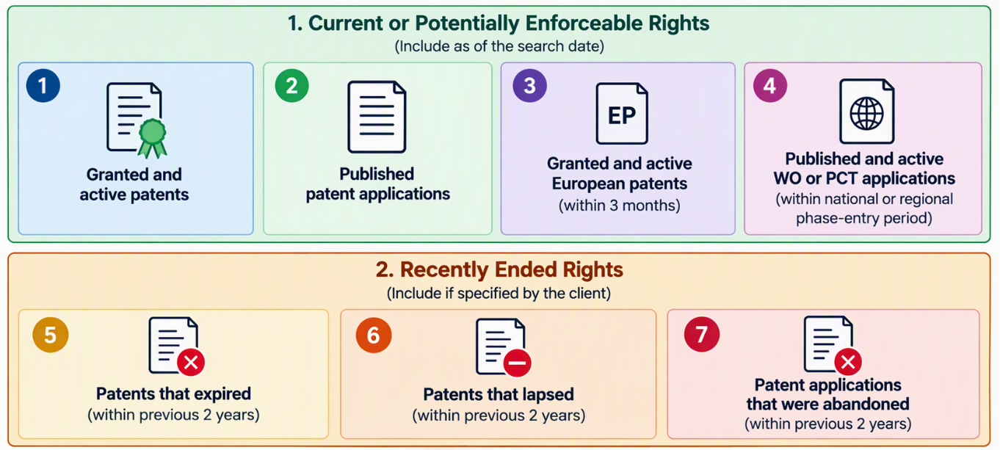 1. Current or Potentially Enforceable Rights
(Include as of the search date)
1
Granted and
active patents
2
Published
patent applications
3
EP
Granted and active
European patents
(within 3 months)
4
Published and active
WO or PCT applications
(within national or regional
phase-entry period)
2. Recently Ended Rights
(Include if specified by the client)
5
Patents that expired
(within previous 2 years)
6
Patents that lapsed
(within previous 2 years)
7
Patent applications
that were abandoned
(within previous 2 years)